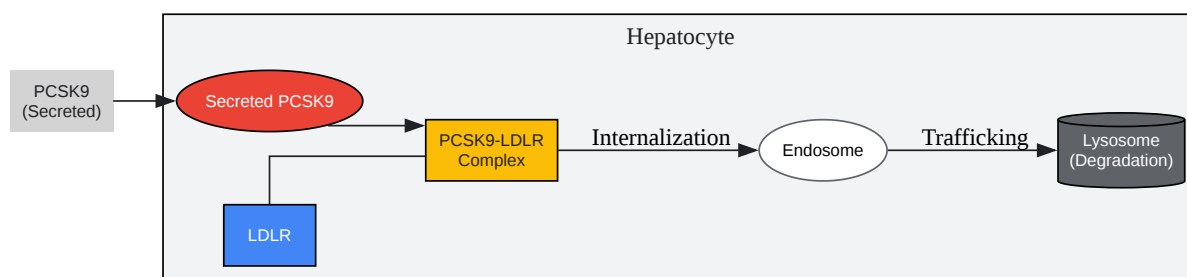 Hepatocyte
PCSK9
(Secreted)
Secreted PCSK9
PCSK9-LDLR
Complex
Internalization
Endosome
Trafficking
Lysosome
(Degradation)
LDLR